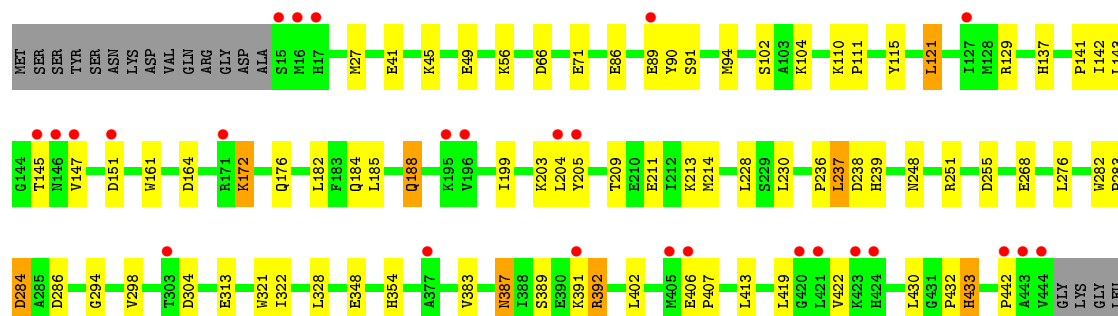 MET SER SER TYR SER ASN LYS ASP VAL GLN ARG GLY ASP ALA S15 M16 H17 M27 E41 K45 E49 K56 D66 E71 E86 E89 Y90 S91 M94 S102 A103 K104 K110 P111 Y115 L121 I127 M128 R129 H137 P141 I142 L143
G144 T145 N146 V147 D151 W161 D164 R171 K172 Q176 L182 F183 Q184 L185 Q188 K195 V196 I199 K203 L204 Y205 T209 E210 E211 I212 K213 M214 L228 S229 L230 P236 L237 D238 H239 N248 R251 D255 E268 L276 W282 P283
D284 A285 D286 G294 V298 T303 D304 E313 W321 I322 L328 E348 H354 A377 V383 N387 I388 S389 E390 K391 R392 L402 M405 E406 P407 L413 L419 G420 L421 V422 K423 H424 L430 G431 P432 H433 P442 A443 V444 GLY LYS GLY LEU